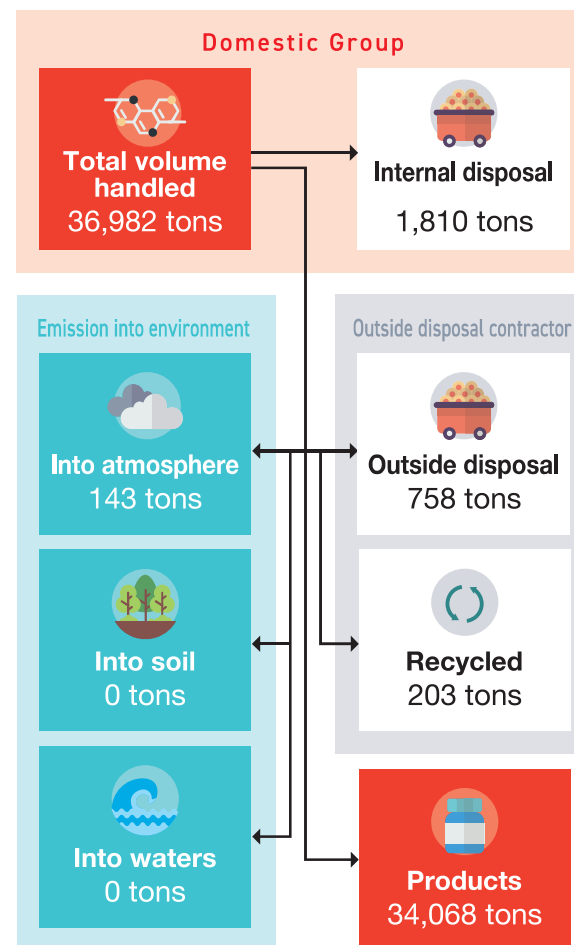 Domestic Group
Total volume
handled
36,982 tons
Internal disposal
1,810 tons
Emission into environment
Into atmosphere
143 tons
Into soil
0 tons
Into waters
0 tons
Outside disposal contractor
Outside disposal
758 tons
Recycled
203 tons
Products
34,068 tons